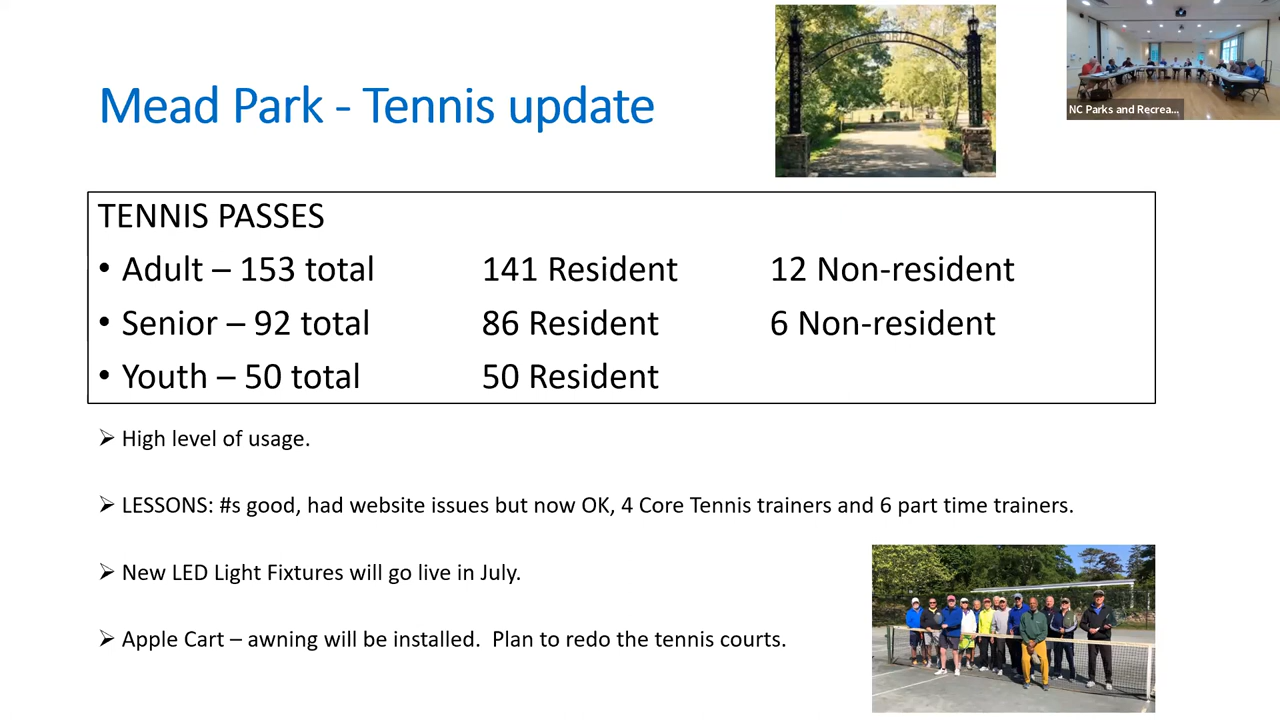 Mead Park - Tennis update
NC Parks and Recrea...
TENNIS PASSES
• Adult – 153 total 141 Resident 12 Non-resident
• Senior – 92 total 86 Resident 6 Non-resident
• Youth – 50 total 50 Resident
➢ High level of usage.
➢ LESSONS: #s good, had website issues but now OK, 4 Core Tennis trainers and 6 part time trainers.
➢ New LED Light Fixtures will go live in July.
➢ Apple Cart – awning will be installed. Plan to redo the tennis courts.